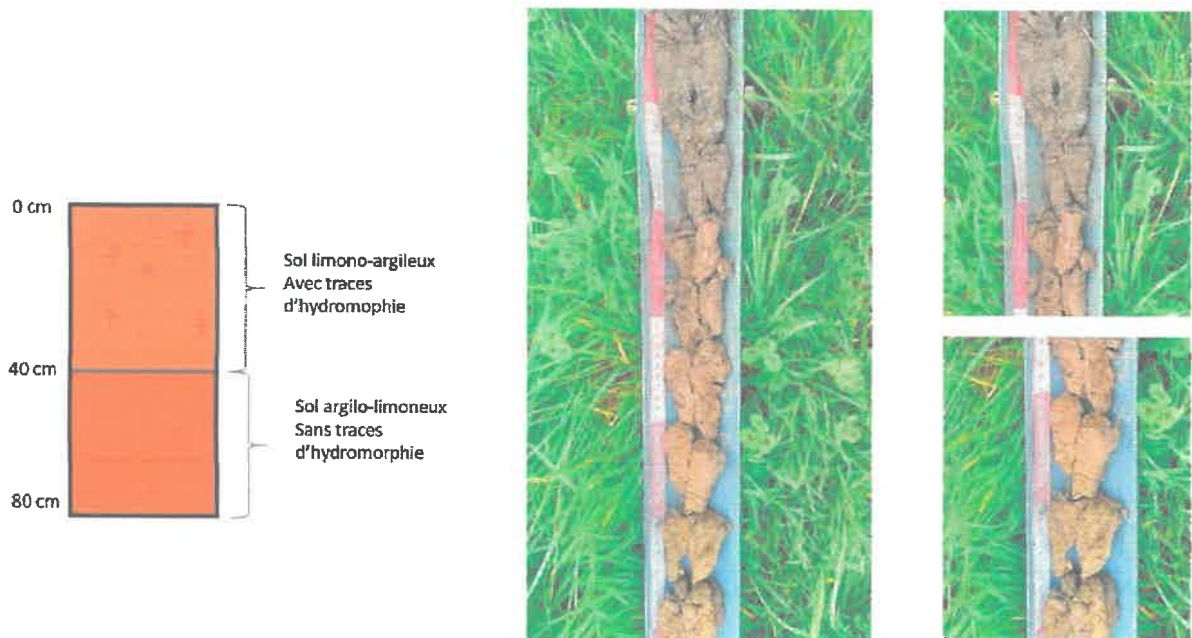 0 cm
Sol limono-argileux
Avec traces
d'hydromophie
40 cm
Sol argilo-limoneux
Sans traces
d'hydromorphie
80 cm